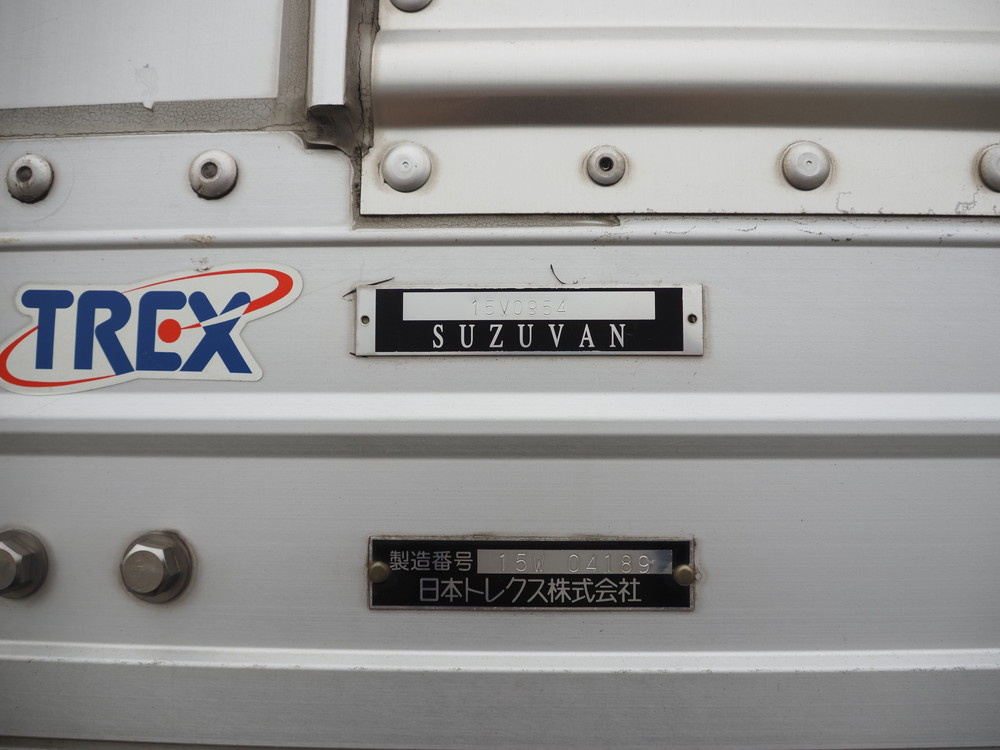 TREX
15V0954
SUZUVAN
製造番号 15W 04189
日本トレクス株式会社